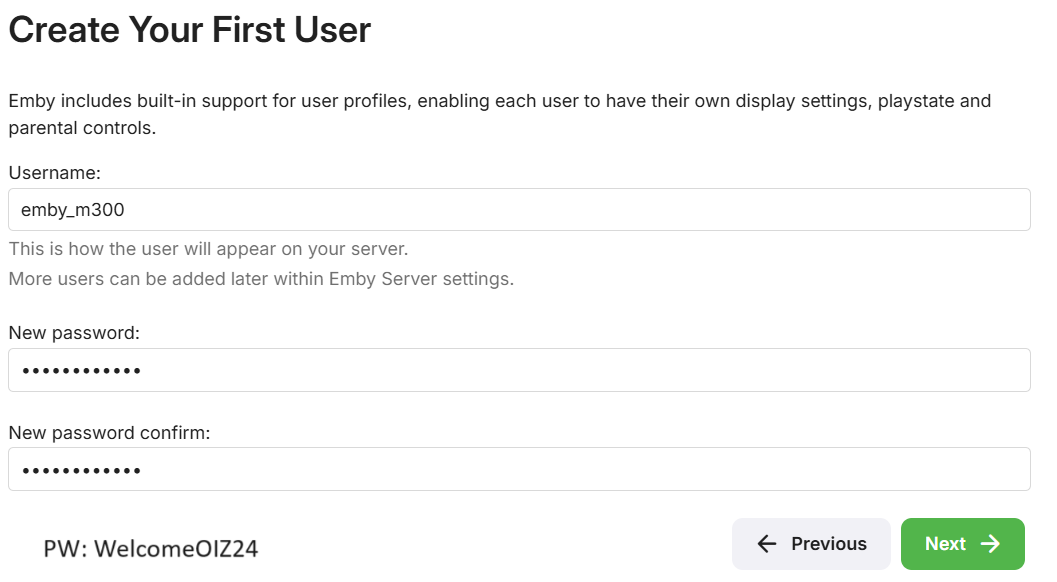 Create Your First User
Emby includes built-in support for user profiles, enabling each user to have their own display settings, playstate and
parental controls.
Username:
emby_m300
This is how the user will appear on your server.
More users can be added later within Emby Server settings.
New password:
••••••••••••
New password confirm:
••••••••••••
PW: WelcomeOIZ24
← Previous
Next →